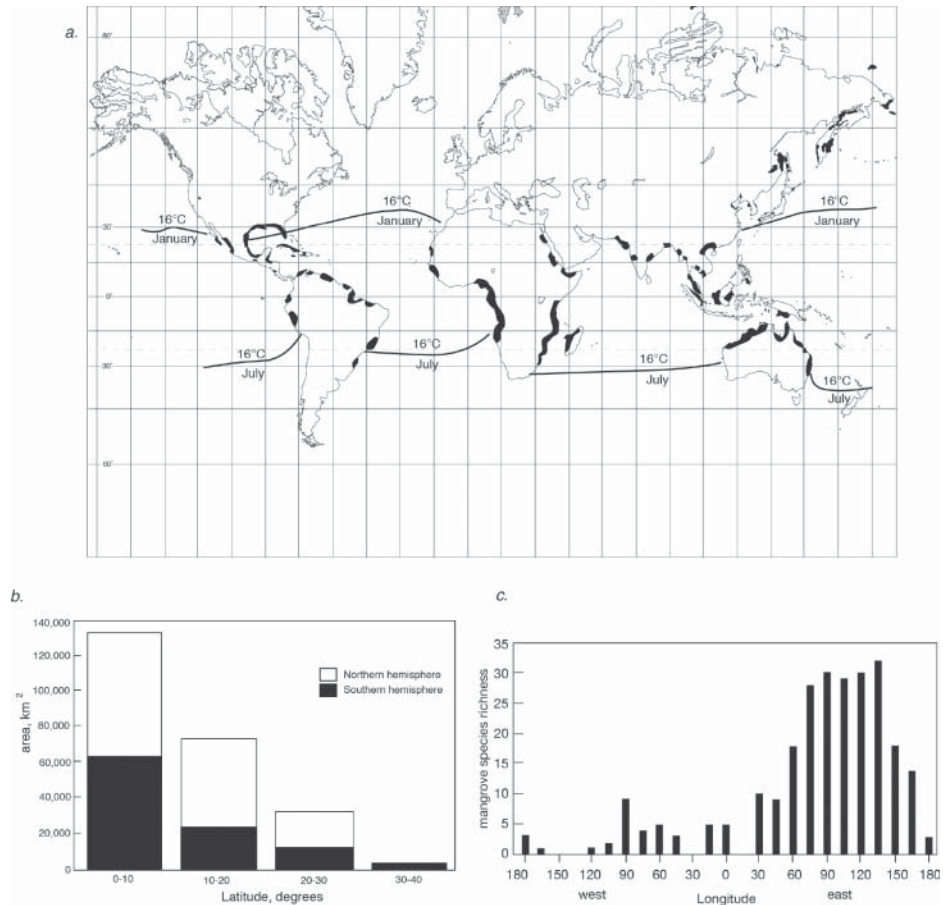 a.
60°
16°C
January
16°C
January
16°C
January
30°
0°
16°C
July
16°C
July
16°C
July
16°C
July
30°
60°
b.
140,000
120,000
100,000
80,000
60,000
40,000
20,000
0
area, km 2
Northern hemisphere
Southern hemisphere
0-10
10-20
20-30
30-40
Latitude, degrees
c.
35
30
25
20
15
10
5
0
mangrove species richness
180 150 120 90 60 30 0 30 60 90 120 150 180
west Longitude east